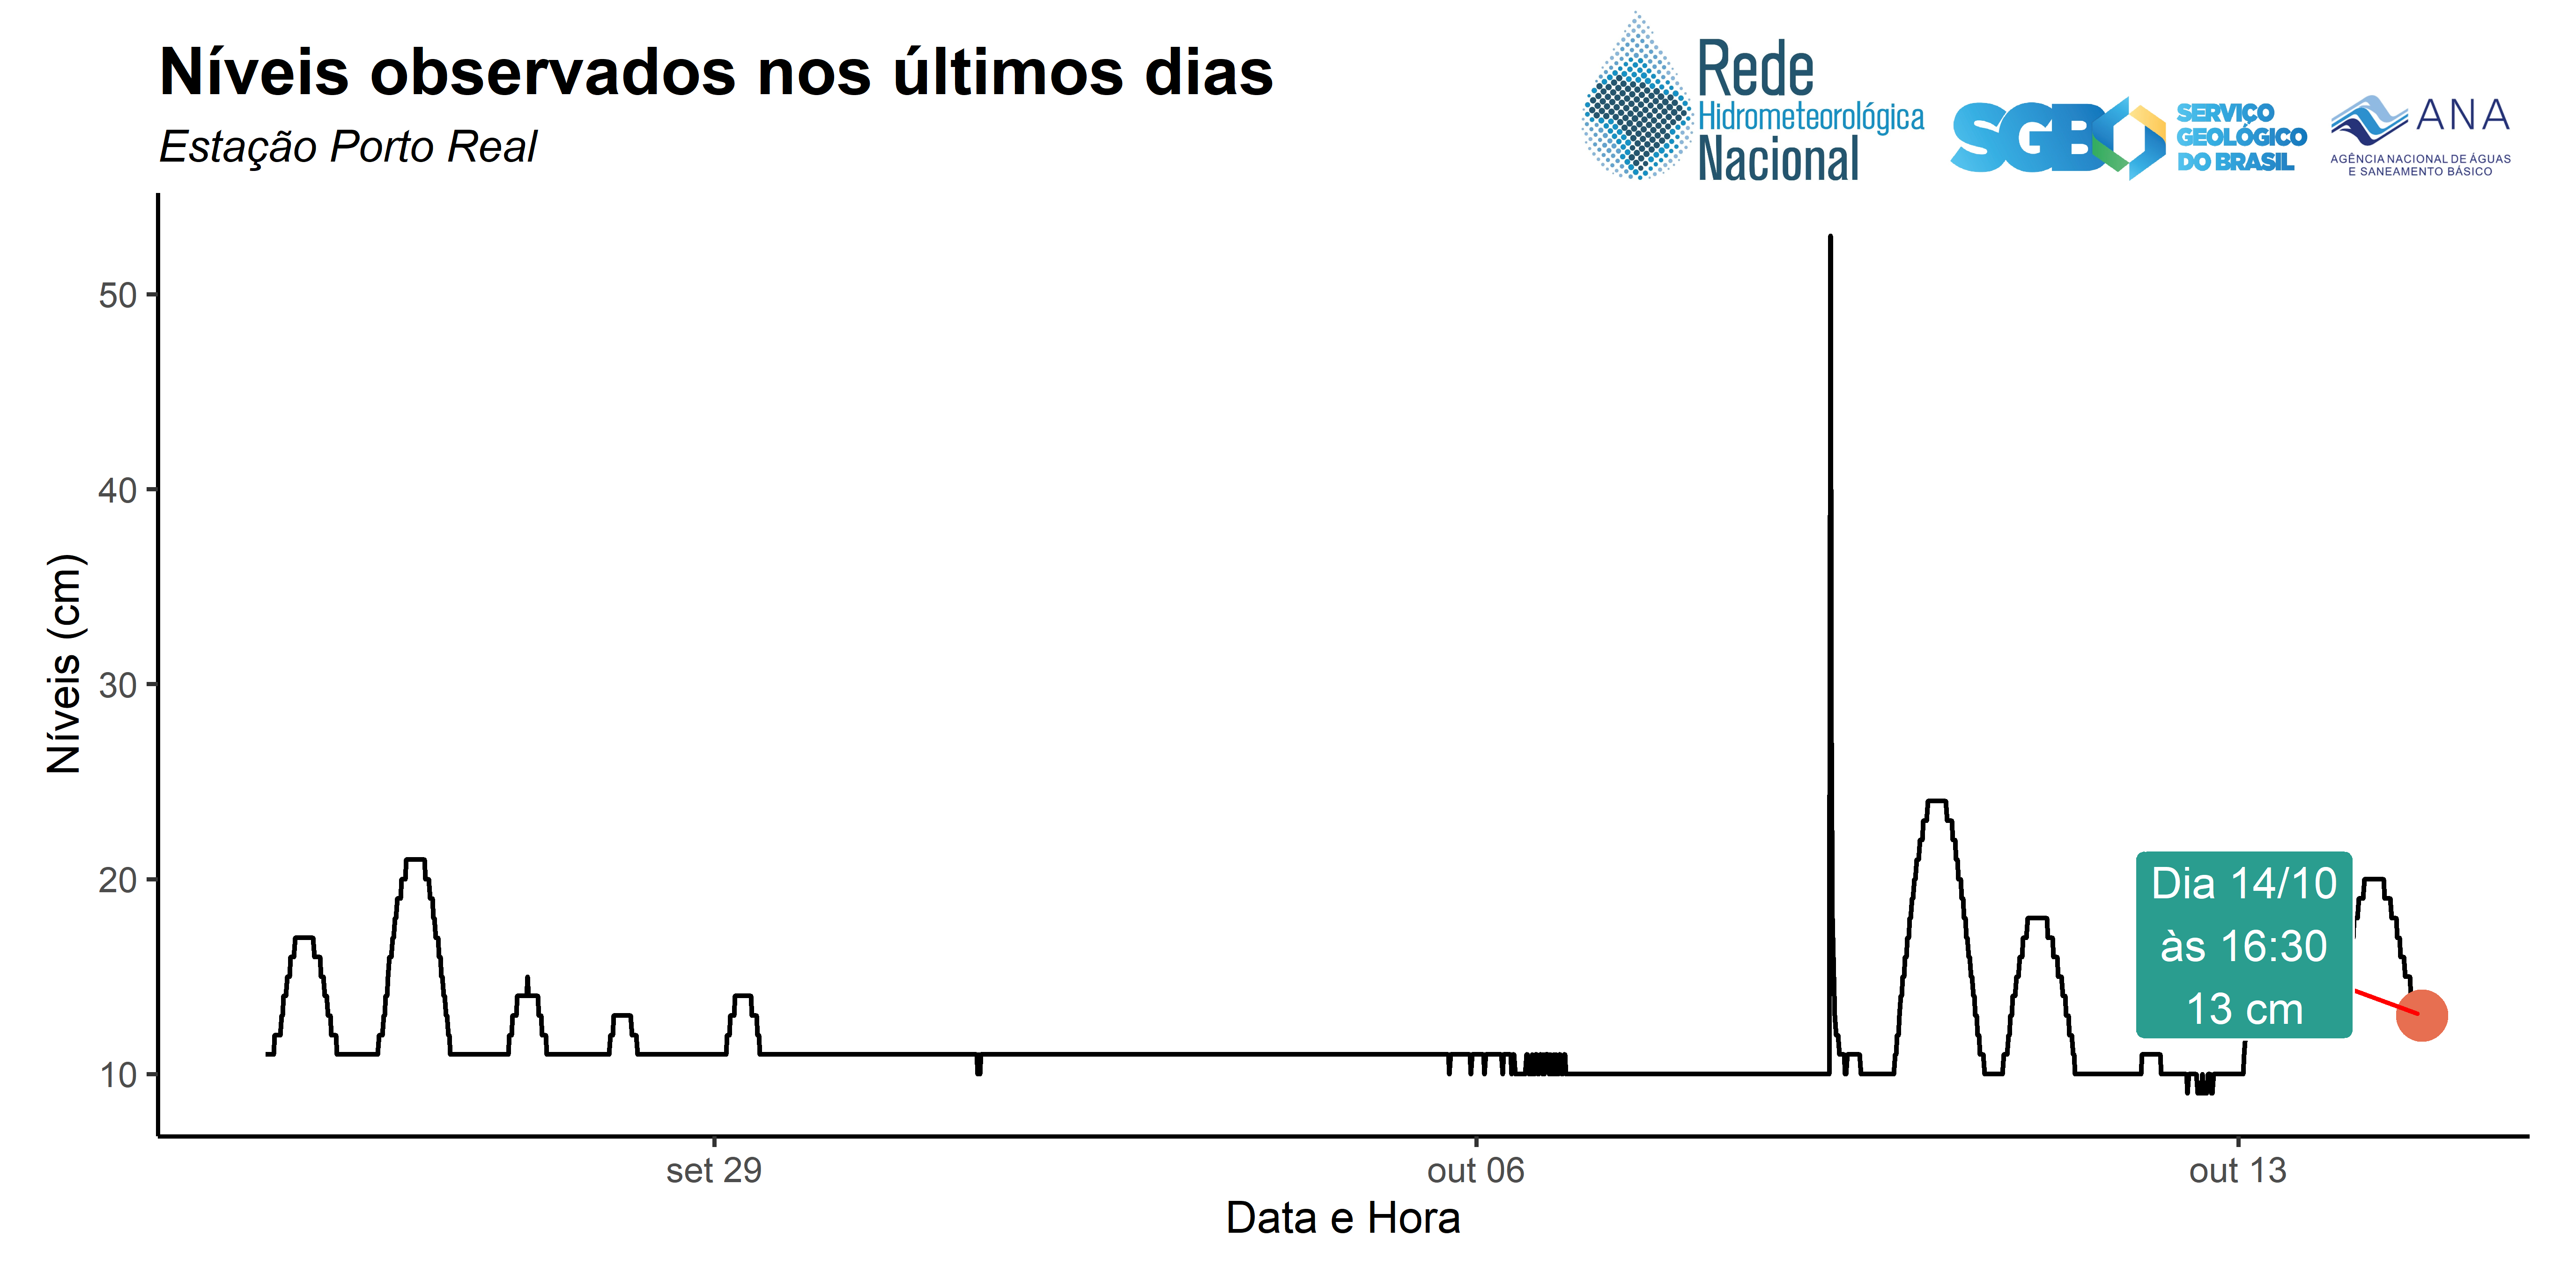 Níveis observados nos últimos dias
Estação Porto Real
Rede
Hidrometeorológica
Nacional
SGB
SERVIÇO
GEOLÓGICO
DO BRASIL
ANA
AGÊNCIA NACIONAL DE ÁGUAS
E SANEAMENTO BÁSICO
Níveis (cm)
50
40
30
20
10
Dia 14/10
às 16:30
13 cm
set 29
out 06
out 13
Data e Hora